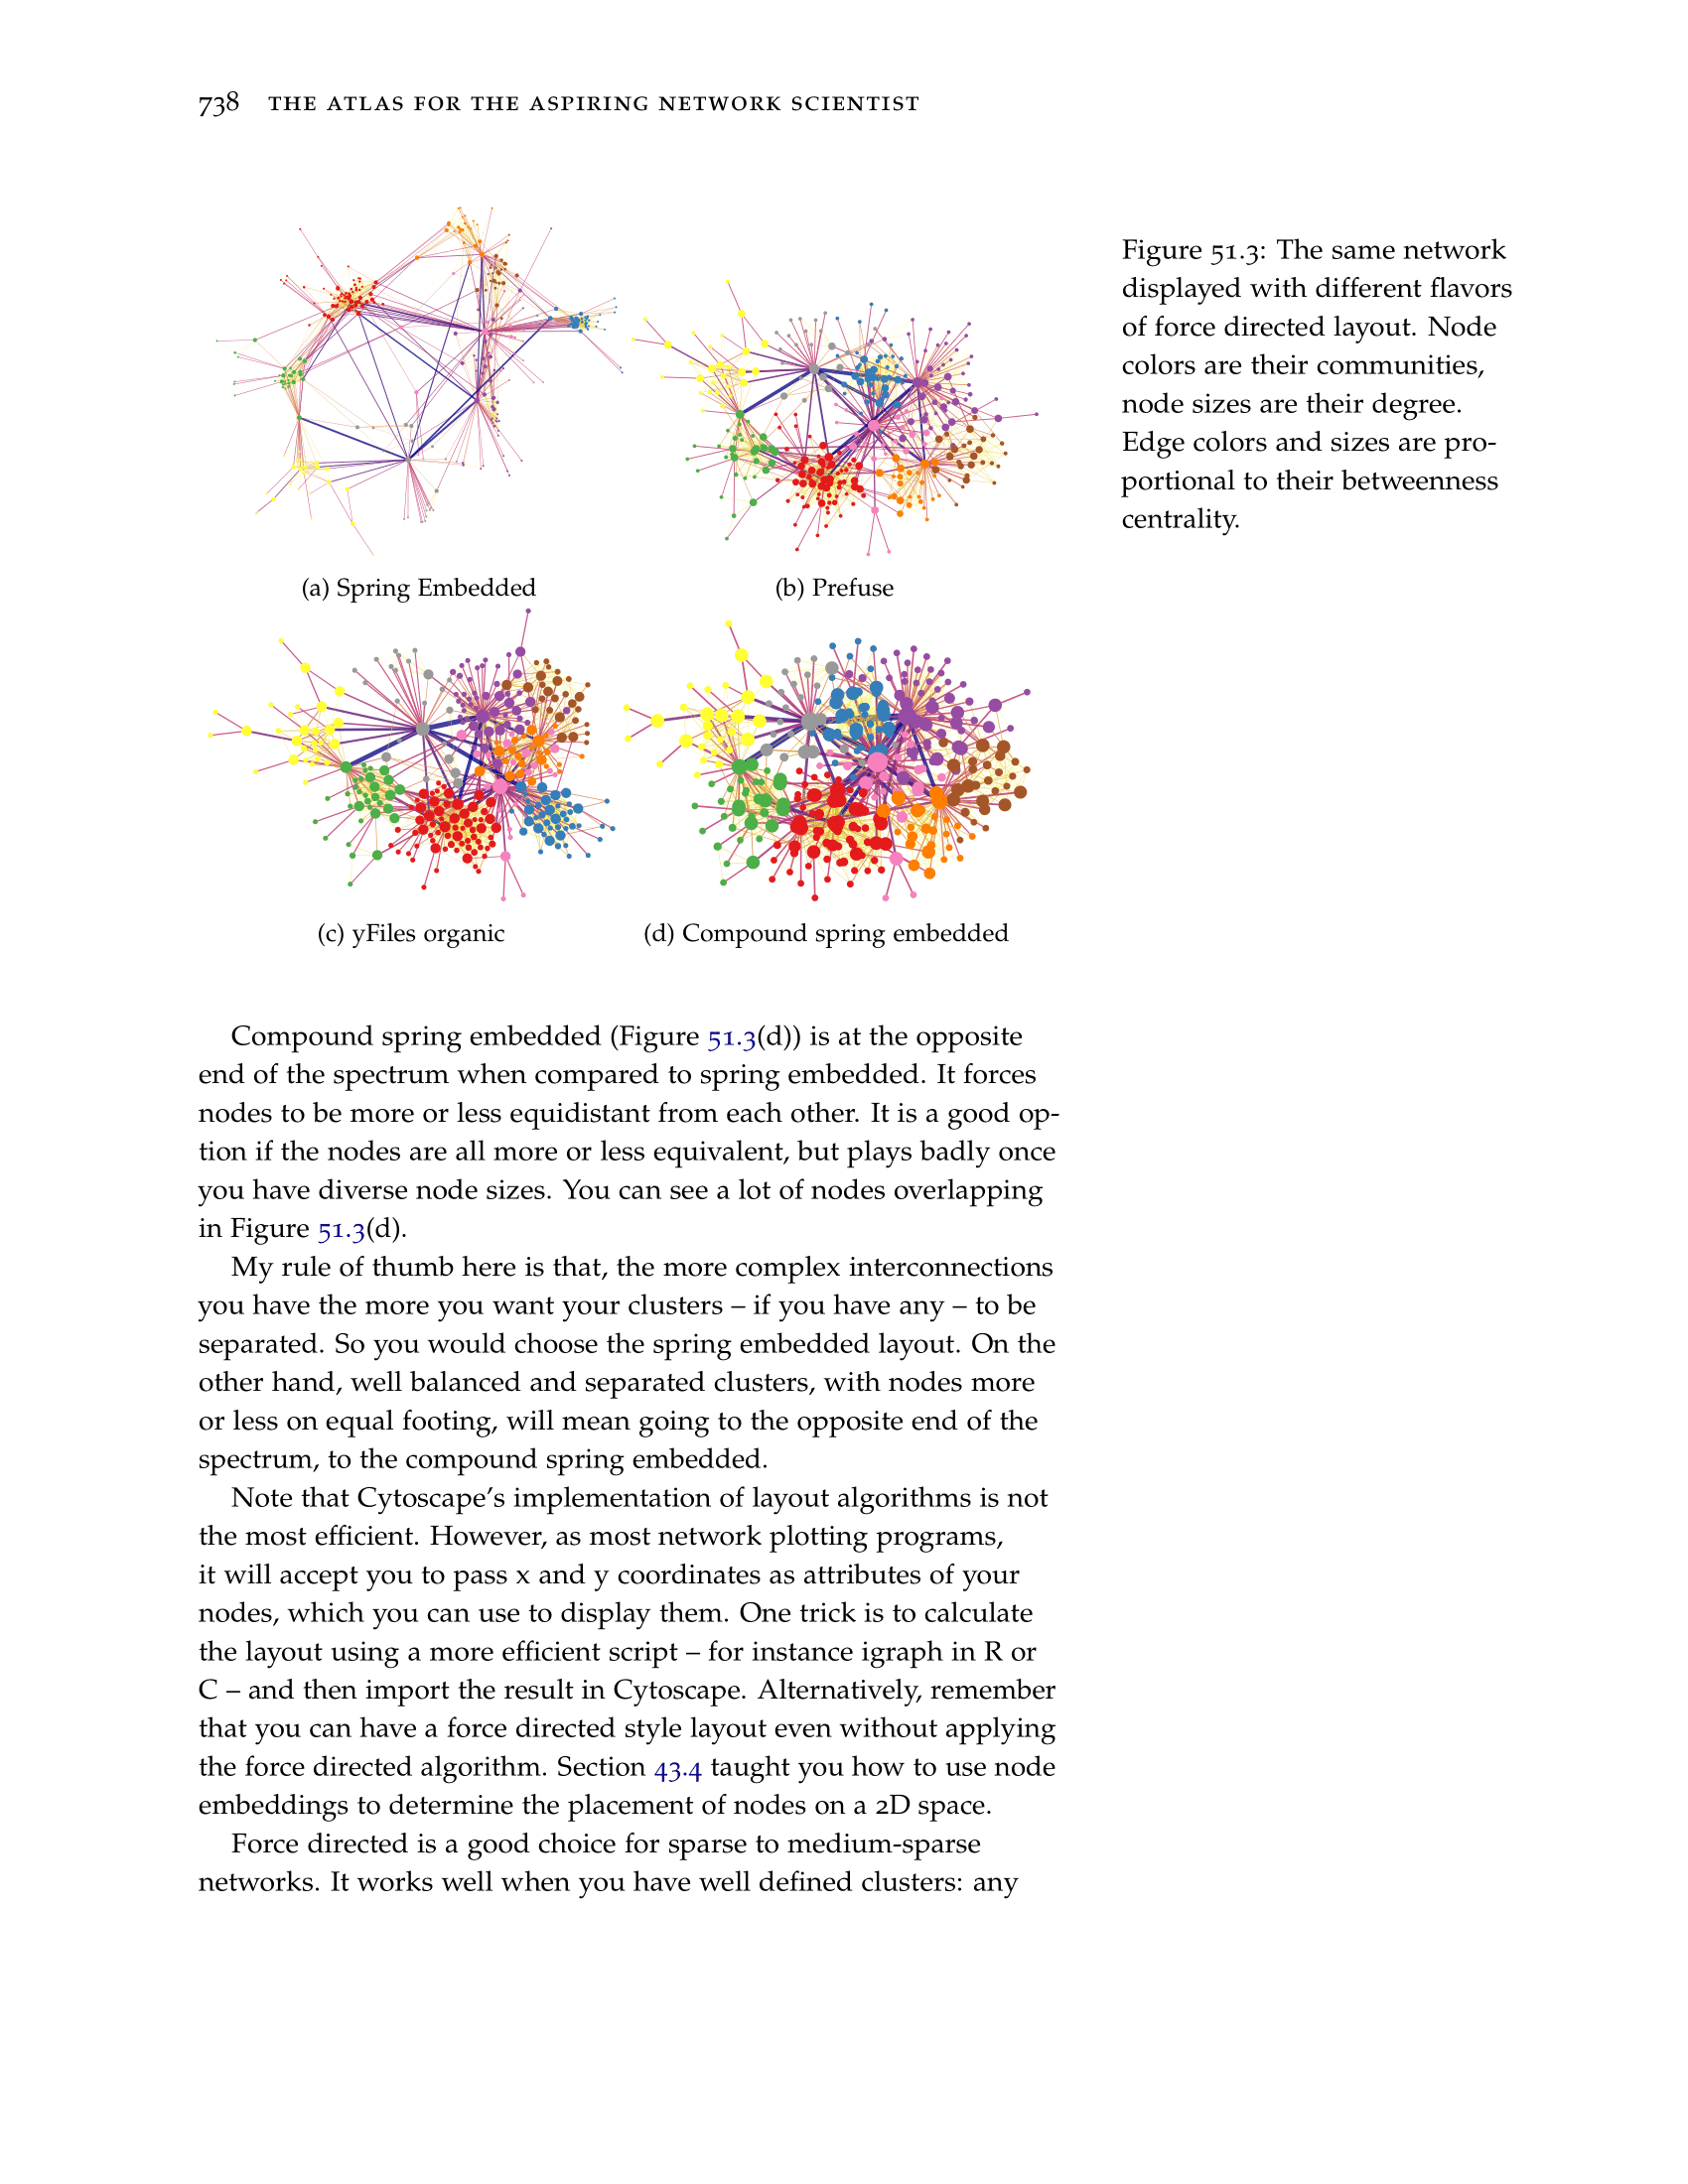 738 THE ATLAS FOR THE ASPIRING NETWORK SCIENTIST
(a) Spring Embedded
(b) Prefuse
(c) yFiles organic
(d) Compound spring embedded
Figure 51.3: The same network
displayed with different flavors
of force directed layout. Node
colors are their communities,
node sizes are their degree.
Edge colors and sizes are pro-
portional to their betweenness
centrality.
Compound spring embedded (Figure 51.3(d)) is at the opposite
end of the spectrum when compared to spring embedded. It forces
nodes to be more or less equidistant from each other. It is a good op-
tion if the nodes are all more or less equivalent, but plays badly once
you have diverse node sizes. You can see a lot of nodes overlapping
in Figure 51.3(d).
My rule of thumb here is that, the more complex interconnections
you have the more you want your clusters – if you have any – to be
separated. So you would choose the spring embedded layout. On the
other hand, well balanced and separated clusters, with nodes more
or less on equal footing, will mean going to the opposite end of the
spectrum, to the compound spring embedded.
Note that Cytoscape's implementation of layout algorithms is not
the most efficient. However, as most network plotting programs,
it will accept you to pass x and y coordinates as attributes of your
nodes, which you can use to display them. One trick is to calculate
the layout using a more efficient script – for instance igraph in R or
C – and then import the result in Cytoscape. Alternatively, remember
that you can have a force directed style layout even without applying
the force directed algorithm. Section 43.4 taught you how to use node
embeddings to determine the placement of nodes on a 2D space.
Force directed is a good choice for sparse to medium-sparse
networks. It works well when you have well defined clusters: any